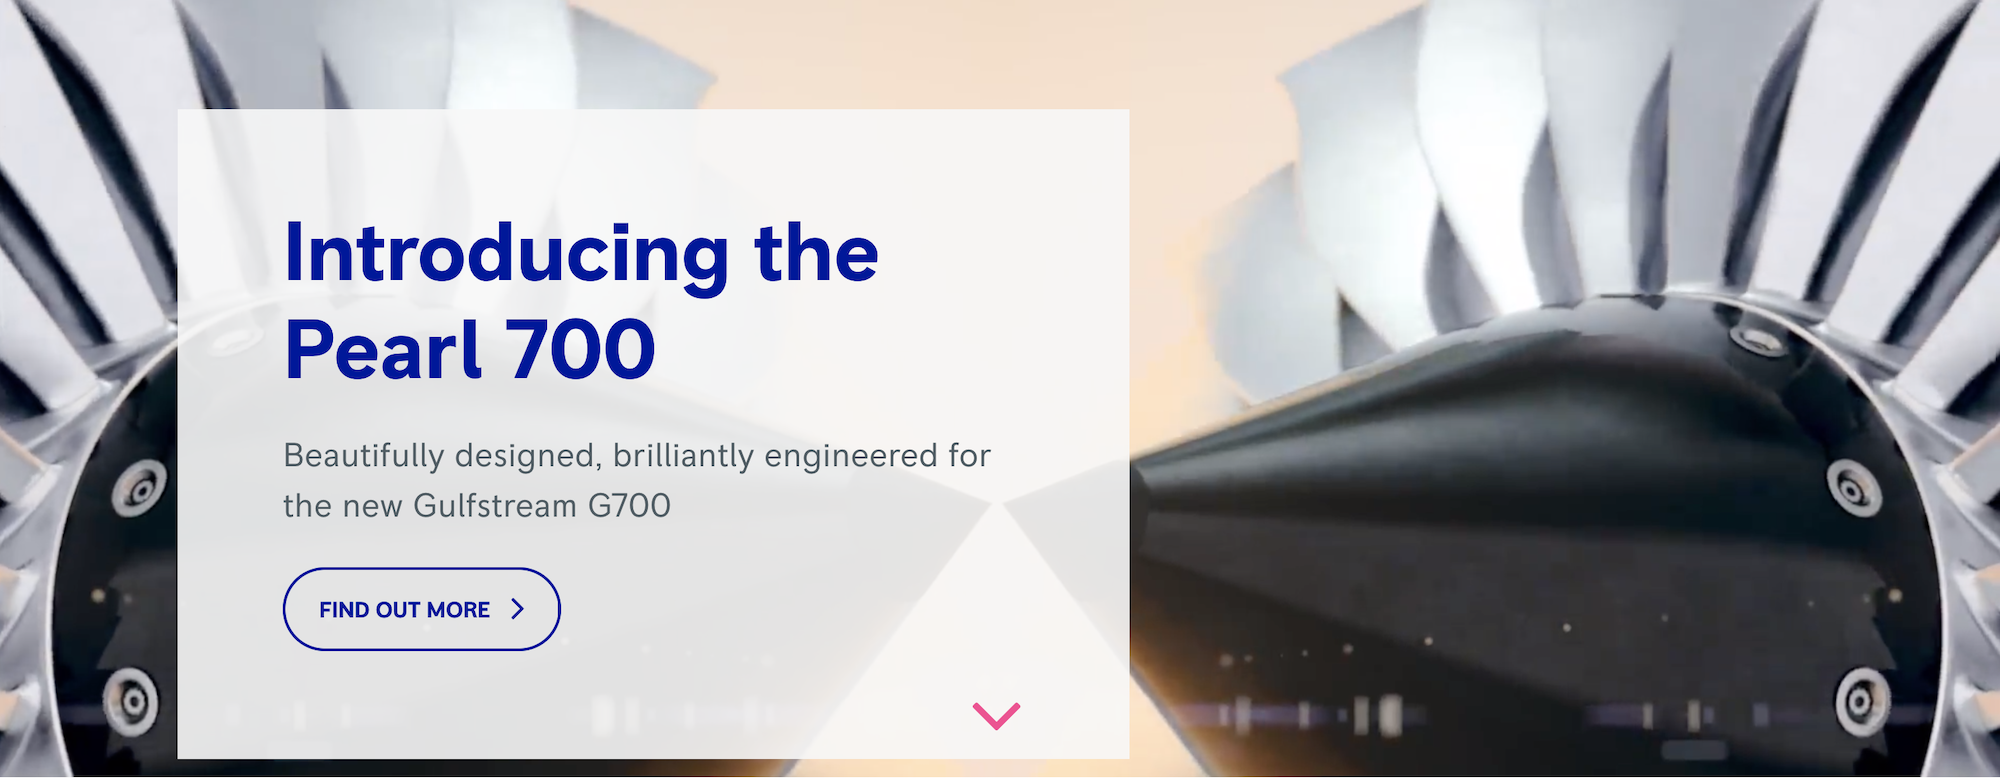 Introducing the
Pearl 700
Beautifully designed, brilliantly engineered for
the new Gulfstream G700
FIND OUT MORE